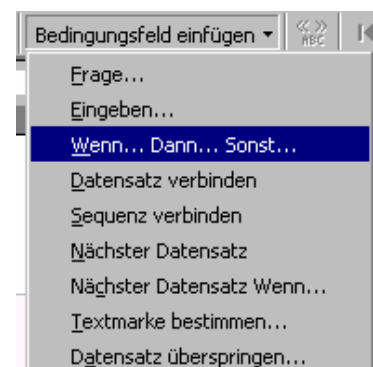 Bedingungsfeld einfügen
« »
ABC
Frage...
Eingeben...
Wenn... Dann... Sonst...
Datensatz verbinden
Sequenz verbinden
Nächster Datensatz
Nächster Datensatz Wenn...
Textmarke bestimmen...
Datensatz überspringen...